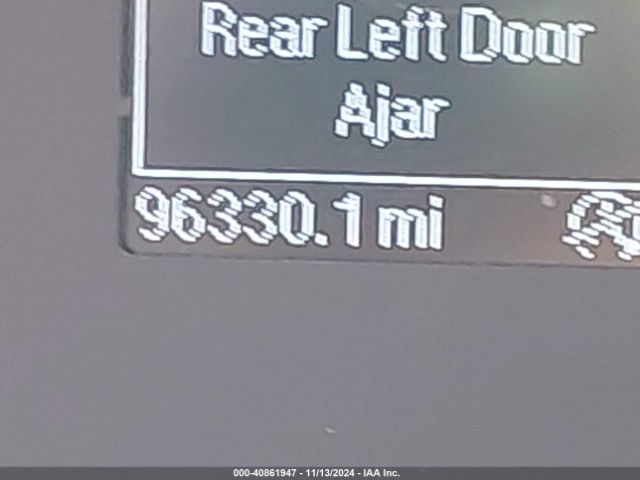 Rear Left Door
Ajar
96330.1 mi
000-40861947 - 11/13/2024 - IAA Inc.